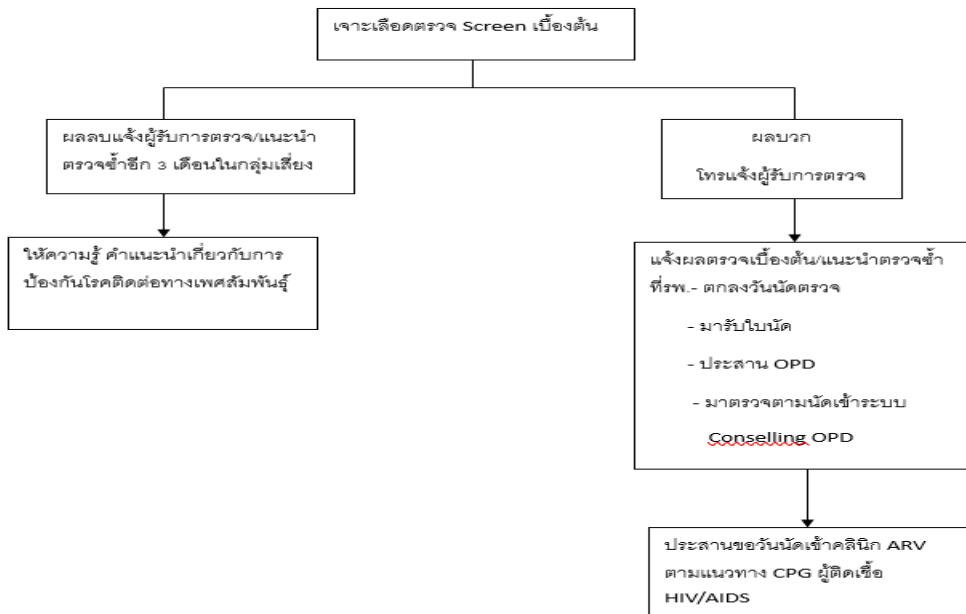 เจาะเลือดตรวจ Screen เบื้องต้น
ผลลบแจ้งผู้รับการตรวจ/แนะนำ
ตรวจซ้ำอีก 3 เดือนในกลุ่มเสี่ยง
ให้ความรู้ คำแนะนำเกี่ยวกับการ
ป้องกันโรคติดต่อทางเพศสัมพันธุ์
ผลบวก
โทรแจ้งผู้รับการตรวจ
แจ้งผลตรวจเบื้องต้น/แนะนำตรวจซ้ำ
ที่รพ.- ตกลงวันนัดตรวจ
- มารับใบนัด
- ประสาน OPD
- มาตรวจตามนัดเข้าระบบ
Conselling OPD
ประสานขอวันนัดเข้าคลินิก ARV
ตามแนวทาง CPG ผู้ติดเชื้อ
HIV/AIDS